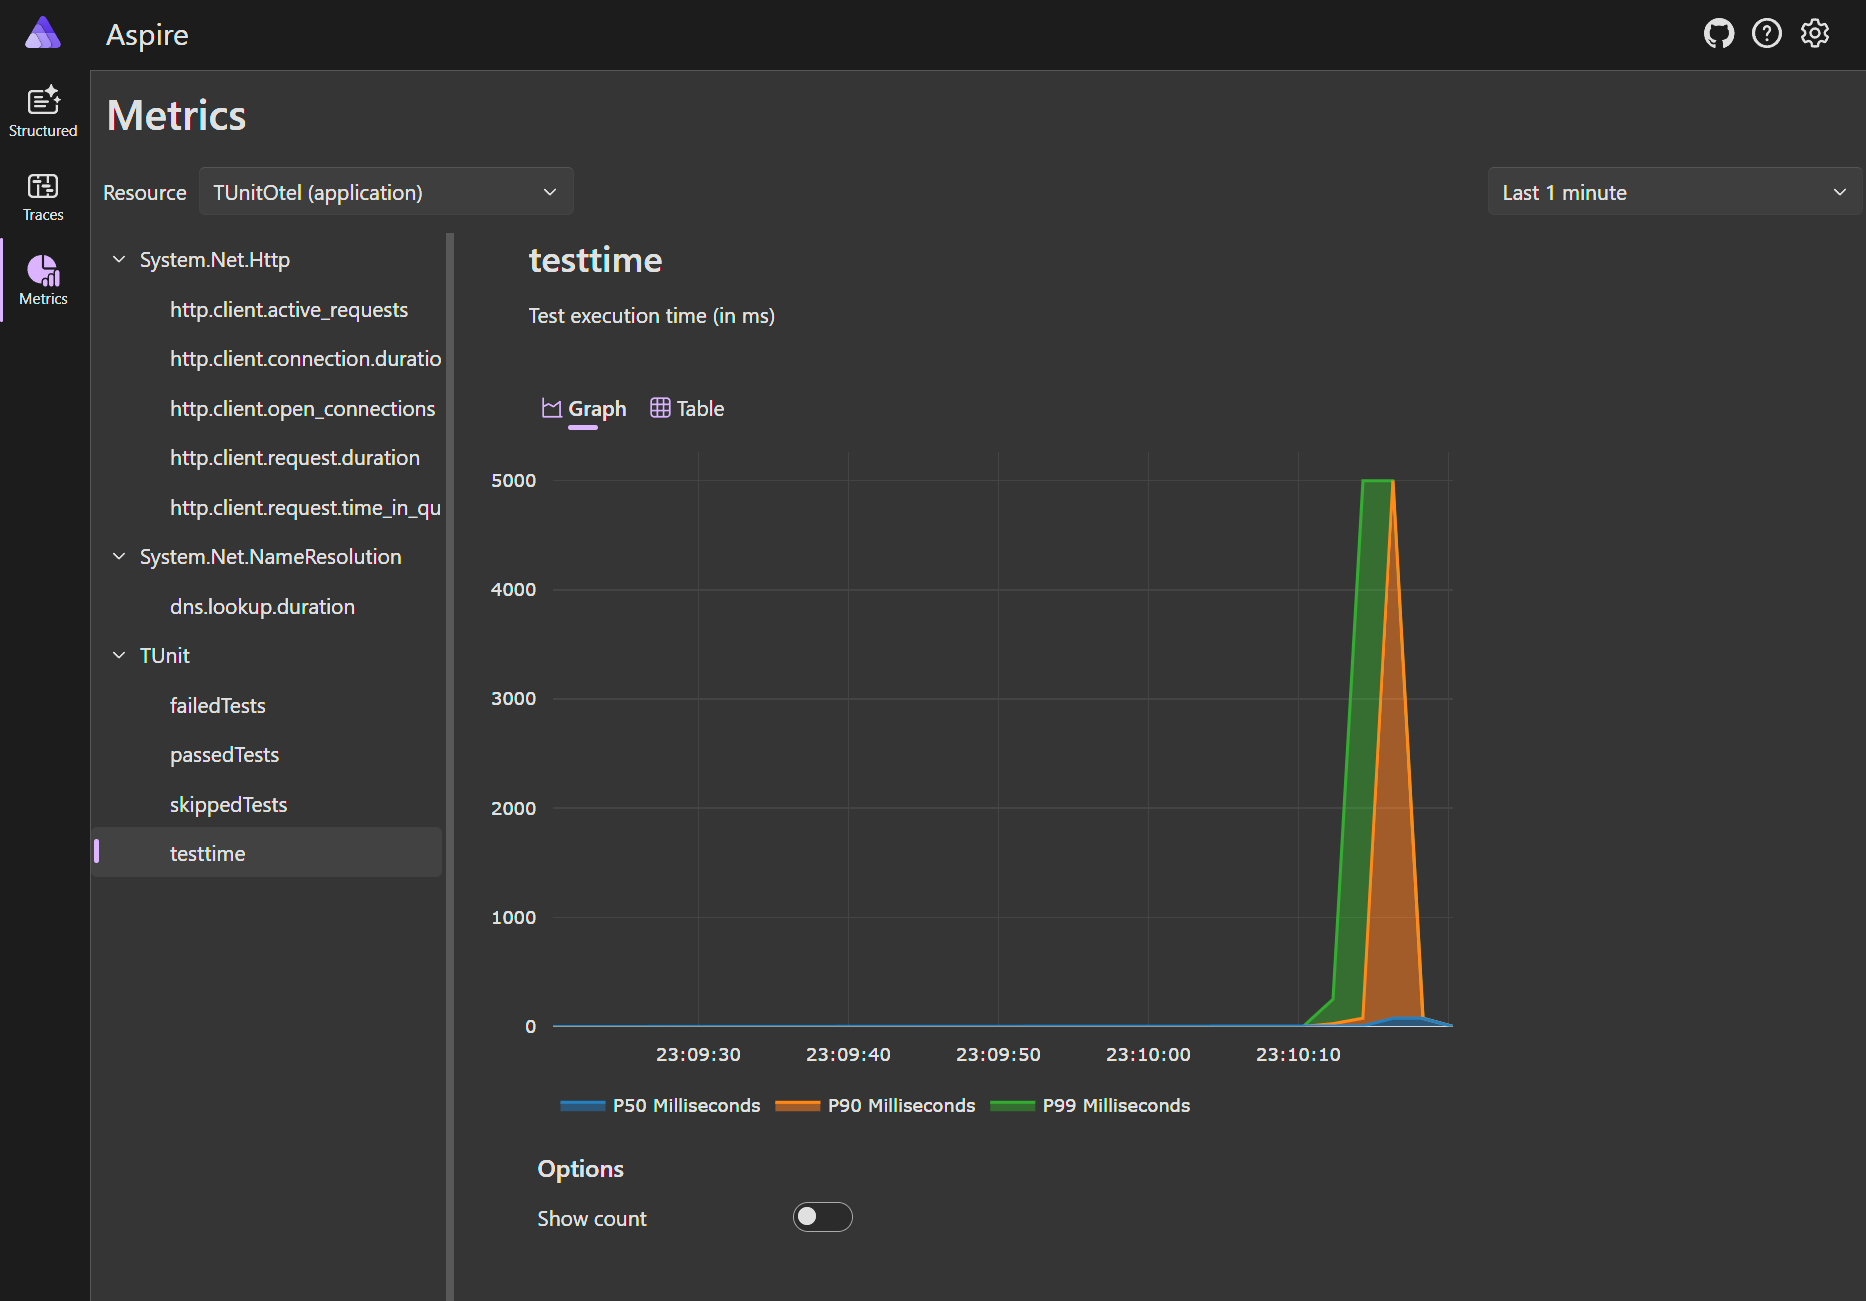 Aspire
Structured
Traces
Metrics
Metrics
Resource
TUnitOtel (application)
Last 1 minute
System.Net.Http
http.client.active_requests
http.client.connection.duratio
http.client.open_connections
http.client.request.duration
http.client.request.time_in_qu
System.Net.NameResolution
dns.lookup.duration
TUnit
failedTests
passedTests
skippedTests
testtime
testtime
Test execution time (in ms)
Graph Table
5000
4000
3000
2000
1000
0
23:09:30 23:09:40 23:09:50 23:10:00 23:10:10
P50 Milliseconds P90 Milliseconds P99 Milliseconds
Options
Show count